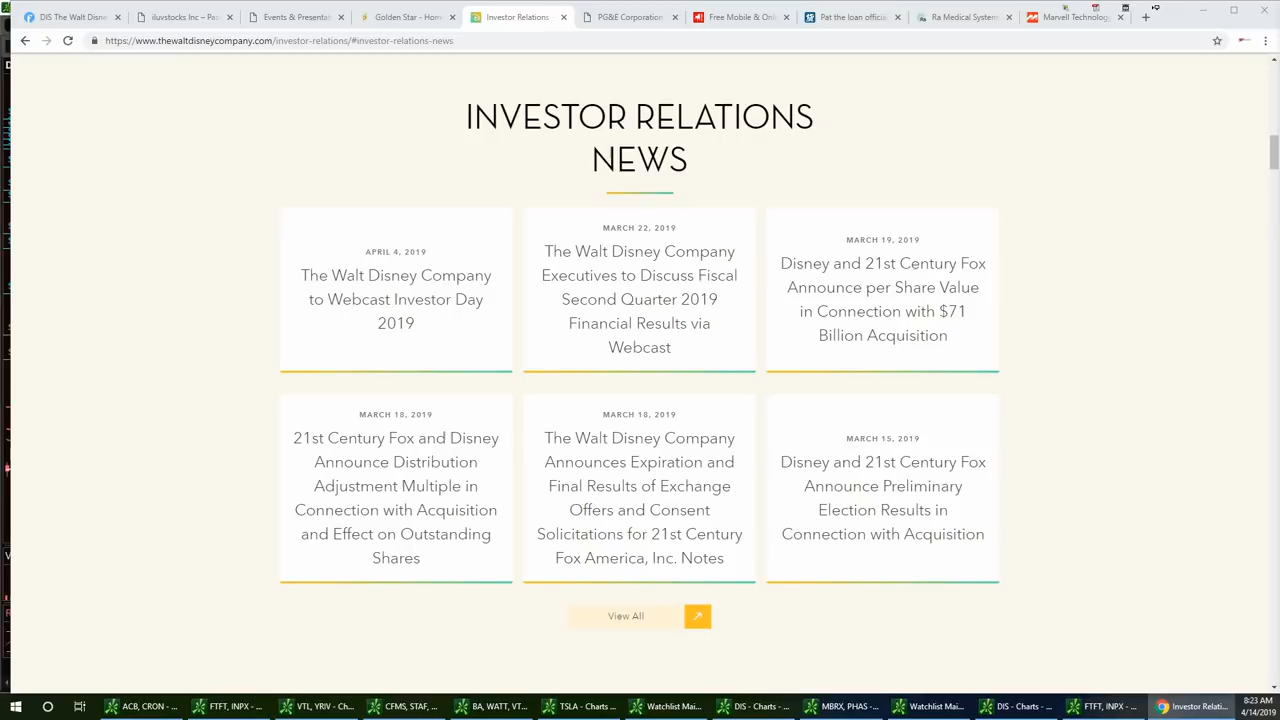 DIS The Walt Disne
iluvstocks Inc – Pa
Events & Presentat
Golden Star - Hom
Investor Relations
PG&E Corporation
Free Mobile & Onl
Pat the loan offici
Ra Medical System
Marvell Technolog
https://www.thewaltdisneycompany.com/investor-relations/#investor-relations-news
INVESTOR RELATIONS
NEWS
APRIL 4, 2019
The Walt Disney Company
to Webcast Investor Day
2019
MARCH 22, 2019
The Walt Disney Company
Executives to Discuss Fiscal
Second Quarter 2019
Financial Results via
Webcast
MARCH 19, 2019
Disney and 21st Century Fox
Announce per Share Value
in Connection with $71
Billion Acquisition
MARCH 18, 2019
21st Century Fox and Disney
Announce Distribution
Adjustment Multiple in
Connection with Acquisition
and Effect on Outstanding
Shares
MARCH 18, 2019
The Walt Disney Company
Announces Expiration and
Final Results of Exchange
Offers and Consent
Solicitations for 21st Century
Fox America, Inc. Notes
MARCH 15, 2019
Disney and 21st Century Fox
Announce Preliminary
Election Results in
Connection with Acquisition
View All
ACB, CRON - ...
FTFT, INPX - ...
VTL, YRIV - Ch...
CFMS, STAF, ...
BA, WATT, VT...
TSLA - Charts ...
Watchlist Mai...
DIS - Charts - ...
MBRX, PHAS - ...
Watchlist Mai...
DIS - Charts - ...
FTFT, INPX - ...
Investor Relati...
8:23 AM
4/14/2019